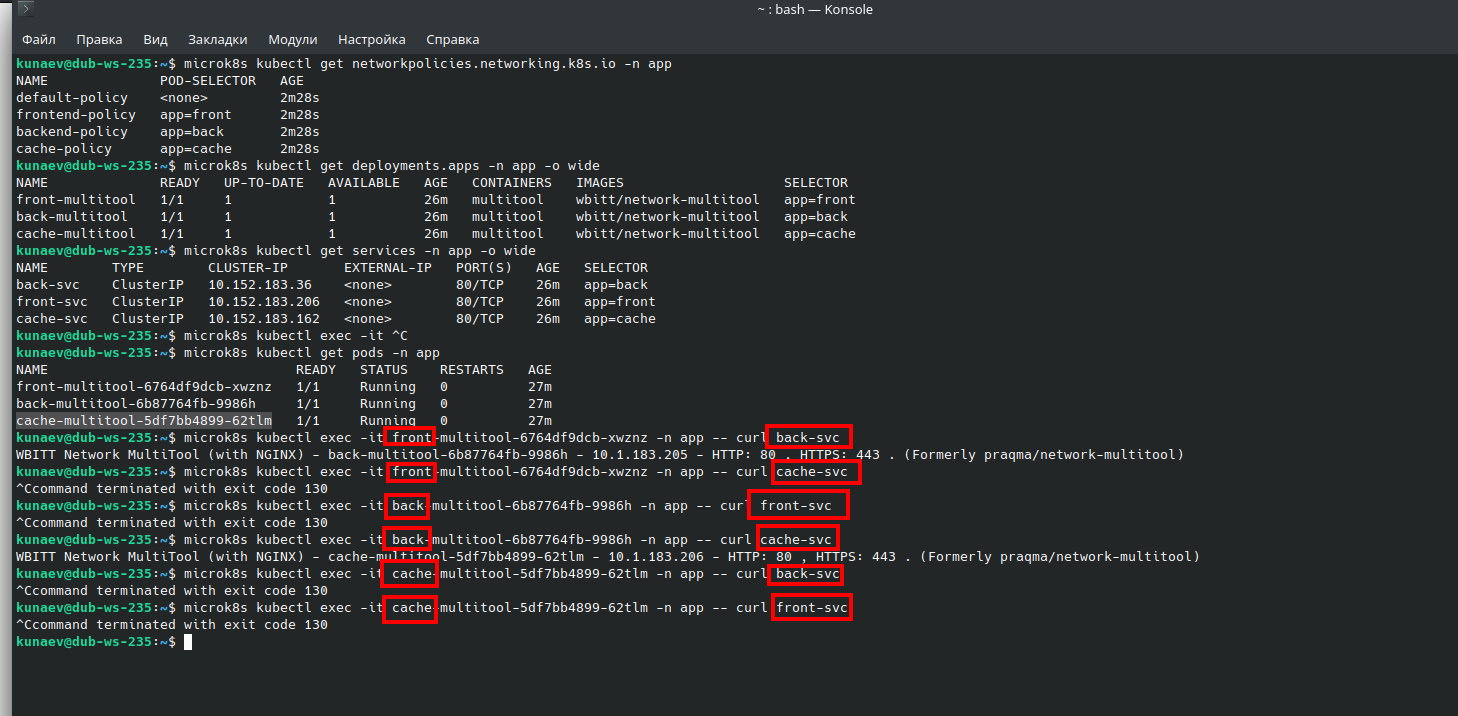 ~ : bash — Konsole
Файл Правка Вид Закладки Модули Настройка Справка
kunaev@dub-ws-235:~$ microk8s kubectl get networkpolicies.networking.k8s.io -n app
NAME POD-SELECTOR AGE
default-policy <none> 2m28s
frontend-policy app=front 2m28s
backend-policy app=back 2m28s
cache-policy app=cache 2m28s
kunaev@dub-ws-235:~$ microk8s kubectl get deployments.apps -n app -o wide
NAME READY UP-TO-DATE AVAILABLE AGE CONTAINERS IMAGES SELECTOR
front-multitool 1/1 1 1 26m multitool wbitt/network-multitool app=front
back-multitool 1/1 1 1 26m multitool wbitt/network-multitool app=back
cache-multitool 1/1 1 1 26m multitool wbitt/network-multitool app=cache
kunaev@dub-ws-235:~$ microk8s kubectl get services -n app -o wide
NAME TYPE CLUSTER-IP EXTERNAL-IP PORT(S) AGE SELECTOR
back-svc ClusterIP 10.152.183.36 <none> 80/TCP 26m app=back
front-svc ClusterIP 10.152.183.206 <none> 80/TCP 26m app=front
cache-svc ClusterIP 10.152.183.162 <none> 80/TCP 26m app=cache
kunaev@dub-ws-235:~$ microk8s kubectl exec -it ^C
kunaev@dub-ws-235:~$ microk8s kubectl get pods -n app
NAME READY STATUS RESTARTS AGE
front-multitool-6764df9dcb-xwznz 1/1 Running 0 27m
back-multitool-6b87764fb-9986h 1/1 Running 0 27m
cache-multitool-5df7bb4899-62tlm 1/1 Running 0 27m
kunaev@dub-ws-235:~$ microk8s kubectl exec -it front-multitool-6764df9dcb-xwznz -n app -- curl back-svc
WBITT Network MultiTool (with NGINX) - back-multitool-6b87764fb-9986h - 10.1.183.205 - HTTP: 80 , HTTPS: 443 . (Formerly praqma/network-multitool)
kunaev@dub-ws-235:~$ microk8s kubectl exec -it front-multitool-6764df9dcb-xwznz -n app -- curl cache-svc
^Ccommand terminated with exit code 130
kunaev@dub-ws-235:~$ microk8s kubectl exec -it back-multitool-6b87764fb-9986h -n app -- curl front-svc
^Ccommand terminated with exit code 130
kunaev@dub-ws-235:~$ microk8s kubectl exec -it back-multitool-6b87764fb-9986h -n app -- curl cache-svc
WBITT Network MultiTool (with NGINX) - cache-multitool-5df7bb4899-62tlm - 10.1.183.206 - HTTP: 80 , HTTPS: 443 . (Formerly praqma/network-multitool)
kunaev@dub-ws-235:~$ microk8s kubectl exec -it cache-multitool-5df7bb4899-62tlm -n app -- curl back-svc
^Ccommand terminated with exit code 130
kunaev@dub-ws-235:~$ microk8s kubectl exec -it cache-multitool-5df7bb4899-62tlm -n app -- curl front-svc
^Ccommand terminated with exit code 130
kunaev@dub-ws-235:~$